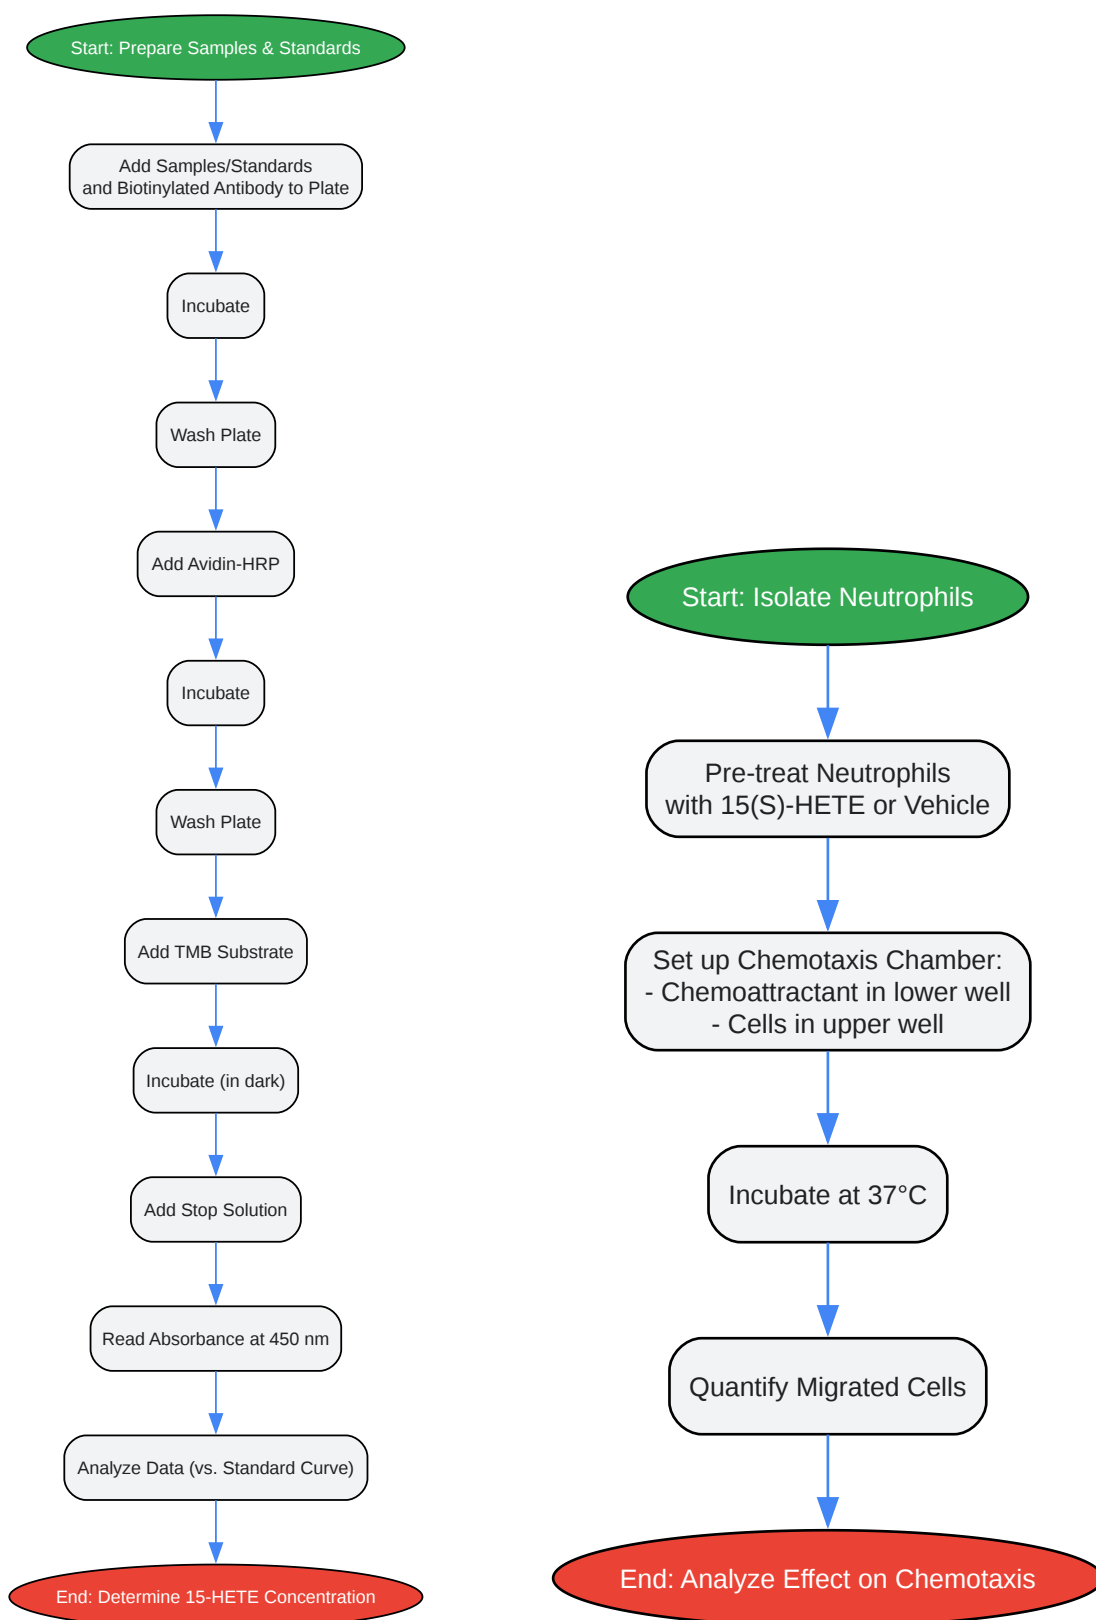 Start: Prepare Samples & Standards
Add Samples/Standards
and Biotinylated Antibody to Plate
Incubate
Wash Plate
Add Avidin-HRP
Incubate
Wash Plate
Add TMB Substrate
Incubate (in dark)
Add Stop Solution
Read Absorbance at 450 nm
Analyze Data (vs. Standard Curve)
End: Determine 15-HETE Concentration
Start: Isolate Neutrophils
Pre-treat Neutrophils
with 15(S)-HETE or Vehicle
Set up Chemotaxis Chamber:
- Chemoattractant in lower well
- Cells in upper well
Incubate at 37°C
Quantify Migrated Cells
End: Analyze Effect on Chemotaxis